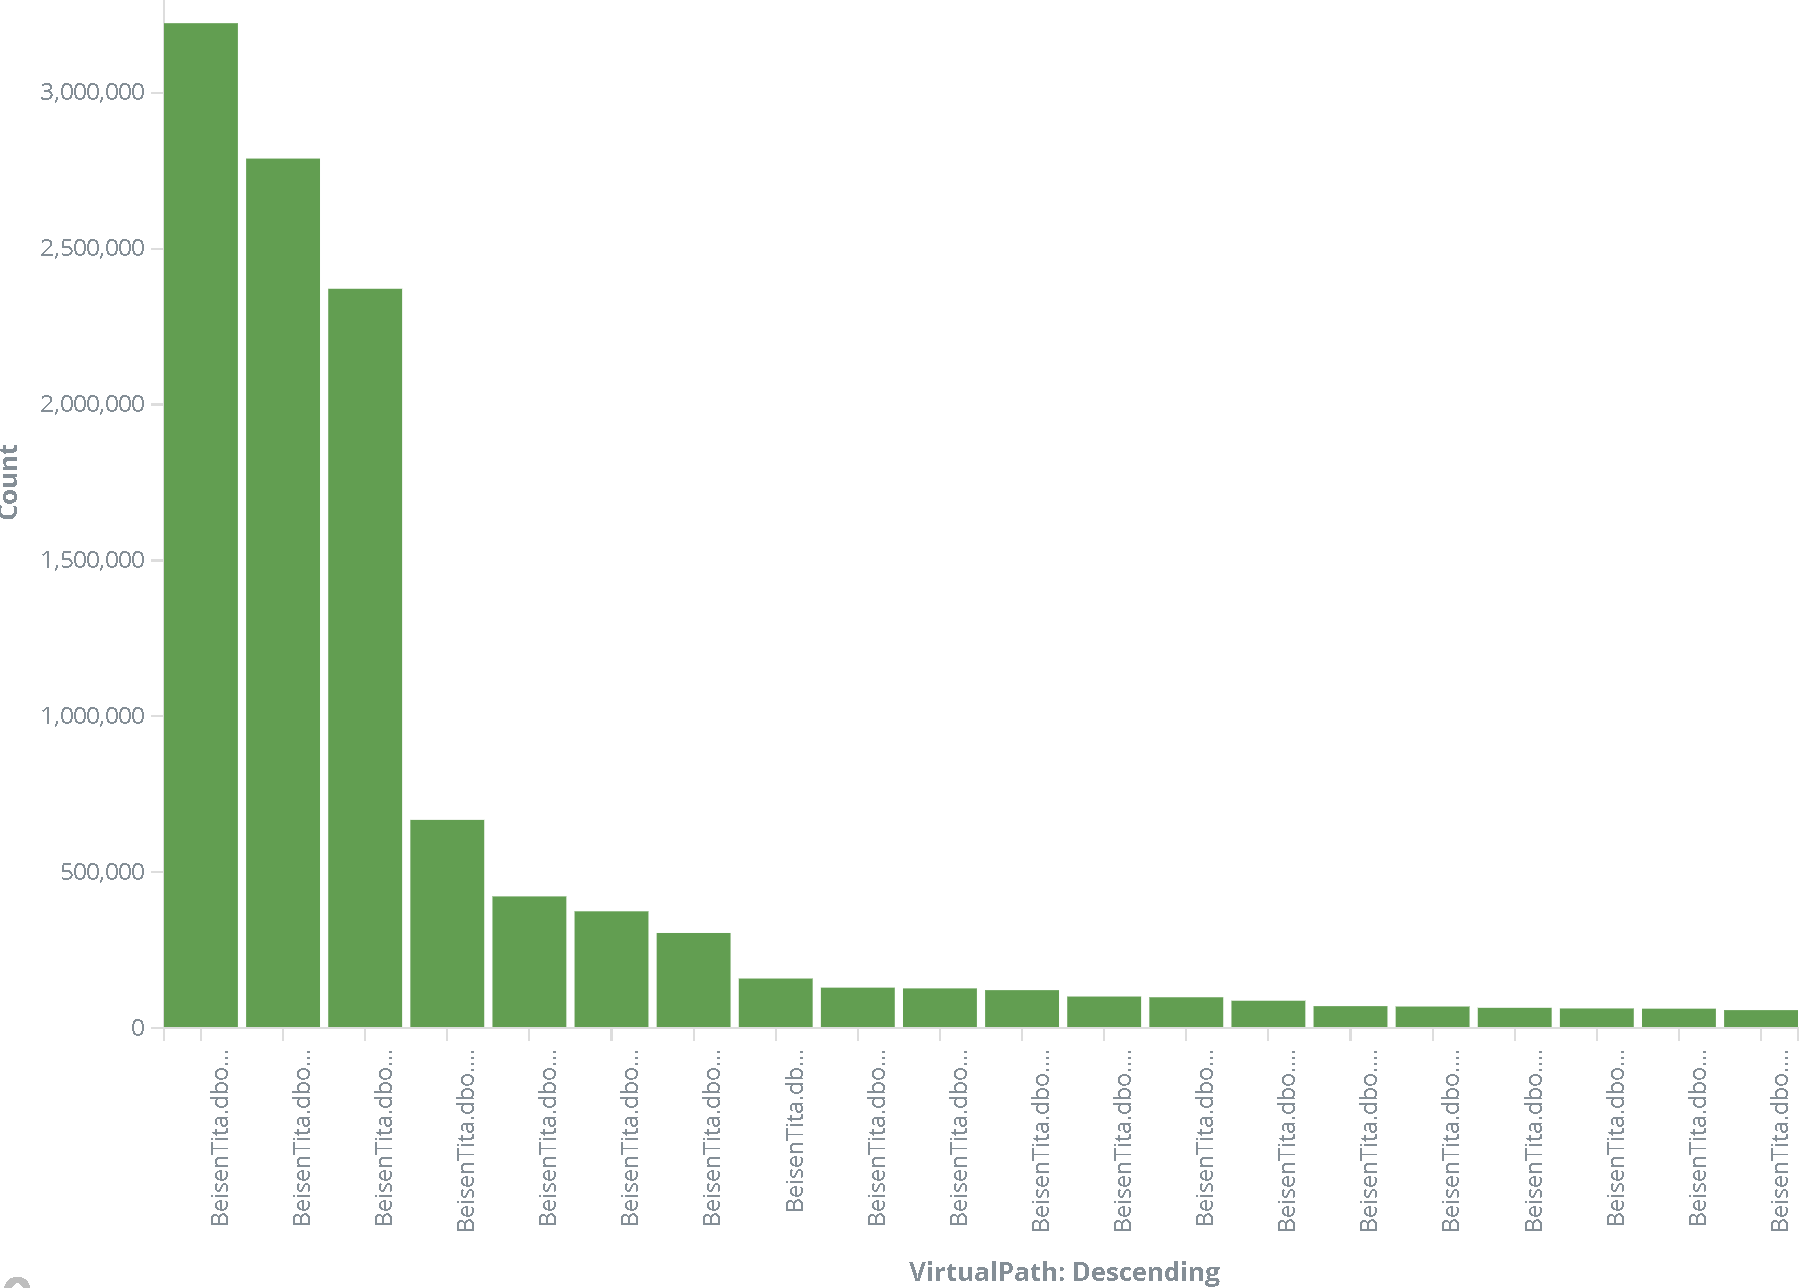 3,000,000
2,500,000
2,000,000
1,500,000
1,000,000
500,000
0
Count
BeisenTita.dbo...
BeisenTita.dbo...
BeisenTita.dbo...
BeisenTita.dbo....
BeisenTita.dbo...
BeisenTita.dbo...
BeisenTita.dbo...
BeisenTita.db...
BeisenTita.dbo...
BeisenTita.dbo...
BeisenTita.dbo....
BeisenTita.dbo....
BeisenTita.dbo...
BeisenTita.dbo....
BeisenTita.dbo....
BeisenTita.dbo....
BeisenTita.dbo....
BeisenTita.dbo...
BeisenTita.dbo...
BeisenTita.dbo....
VirtualPath: Descending